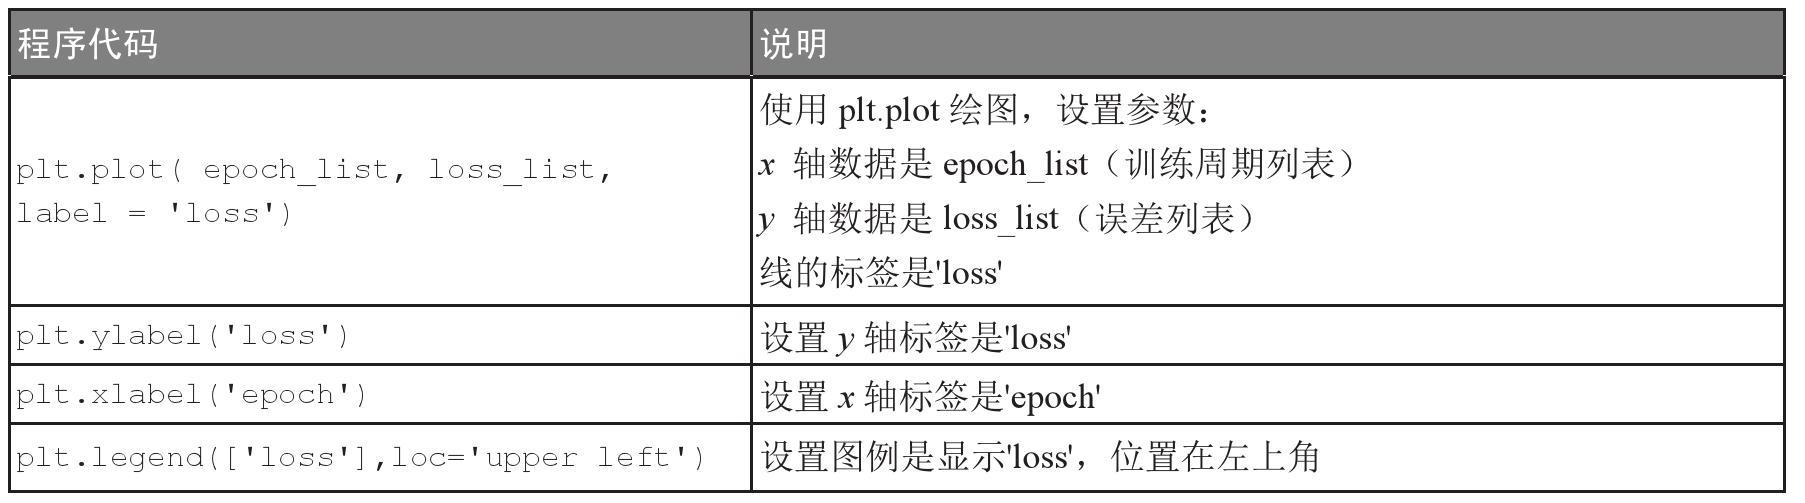 程序代码
说明
plt.plot( epoch_list, loss_list,
label = 'loss')
使用 plt.plot 绘图，设置参数：
x 轴数据是 epoch_list（训练周期列表）
y 轴数据是 loss_list（误差列表）
线的标签是'loss'
plt.ylabel('loss')
设置 y 轴标签是'loss'
plt.xlabel('epoch')
设置 x 轴标签是'epoch'
plt.legend(['loss'],loc='upper left')
设置图例是显示'loss'，位置在左上角